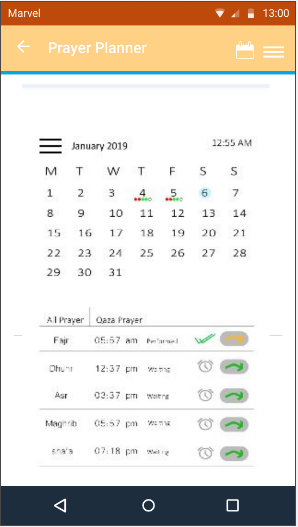 Marvel 13:00
Prayer Planner
January 2019 12:55 AM
M T W T F S S
1 2 3 4 5 6 7
8 9 10 11 12 13 14
15 16 17 18 19 20 21
22 23 24 25 26 27 28
29 30 31
All Prayer Qaza Prayer
Fajr 05:57 am Performed
Dhuhr 12:37 pm Waiting
Asr 03:37 pm Waiting
Maghrib 05:57 pm Waiting
Isha'a 07:18 pm Waiting